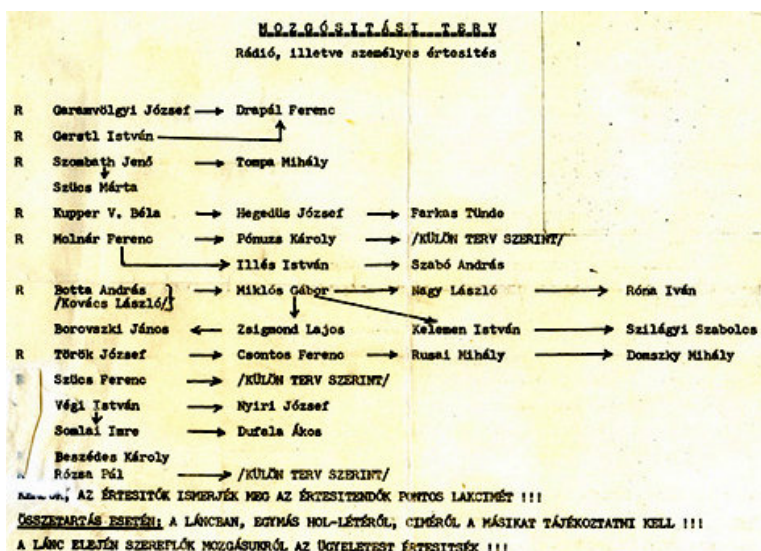 MOZGÓSITÁSI TERV
Rádió, illetve személyes értesités
R Garamvölgyi József → Drapál Ferenc
R Gerstl István
R Szombath Jenő → Tompa Mihály
Szücs Márta
R Kupper V. Béla → Hegedüs József → Farkas Tünde
R Molnár Ferenc → Pómuzs Károly → /KÜLÖN TERV SZERINT/
Illés István → Szabó András
R Botta András → Miklós Gábor → Nagy László → Róna Iván
/Kovács László/
Borovszki János ← Zsigmond Lajos Kelemen István → Szilágyi Szabolcs
R Török József → Csontos Ferenc → Rusai Mihály → Domszky Mihály
R Szücs Ferenc → /KÜLÖN TERV SZERINT/
Végi István → Nyiri József
Somlai Imre → Dufala Ákos
Beszédes Károly
R Rózsa Pál → /KÜLÖN TERV SZERINT/
AZ ÉRTESITŐK ISMERJÉK MEG AZ ÉRTESITENDŐK PONTOS LAKCIMÉT !!!
ÖSSZETARTÁS ESETÉN: A LÁNCBAN, EGYMÁS HOL-LÉTÉRŐL, CIMÉRŐL A MÁSIKAT TÁJÉKOZTATNI KELL !!!
A LÁNC ELEJÉN SZEREPLŐK MOZGÁSUKRÓL AZ ÜGYELETEST ÉRTESITSÉK !!!